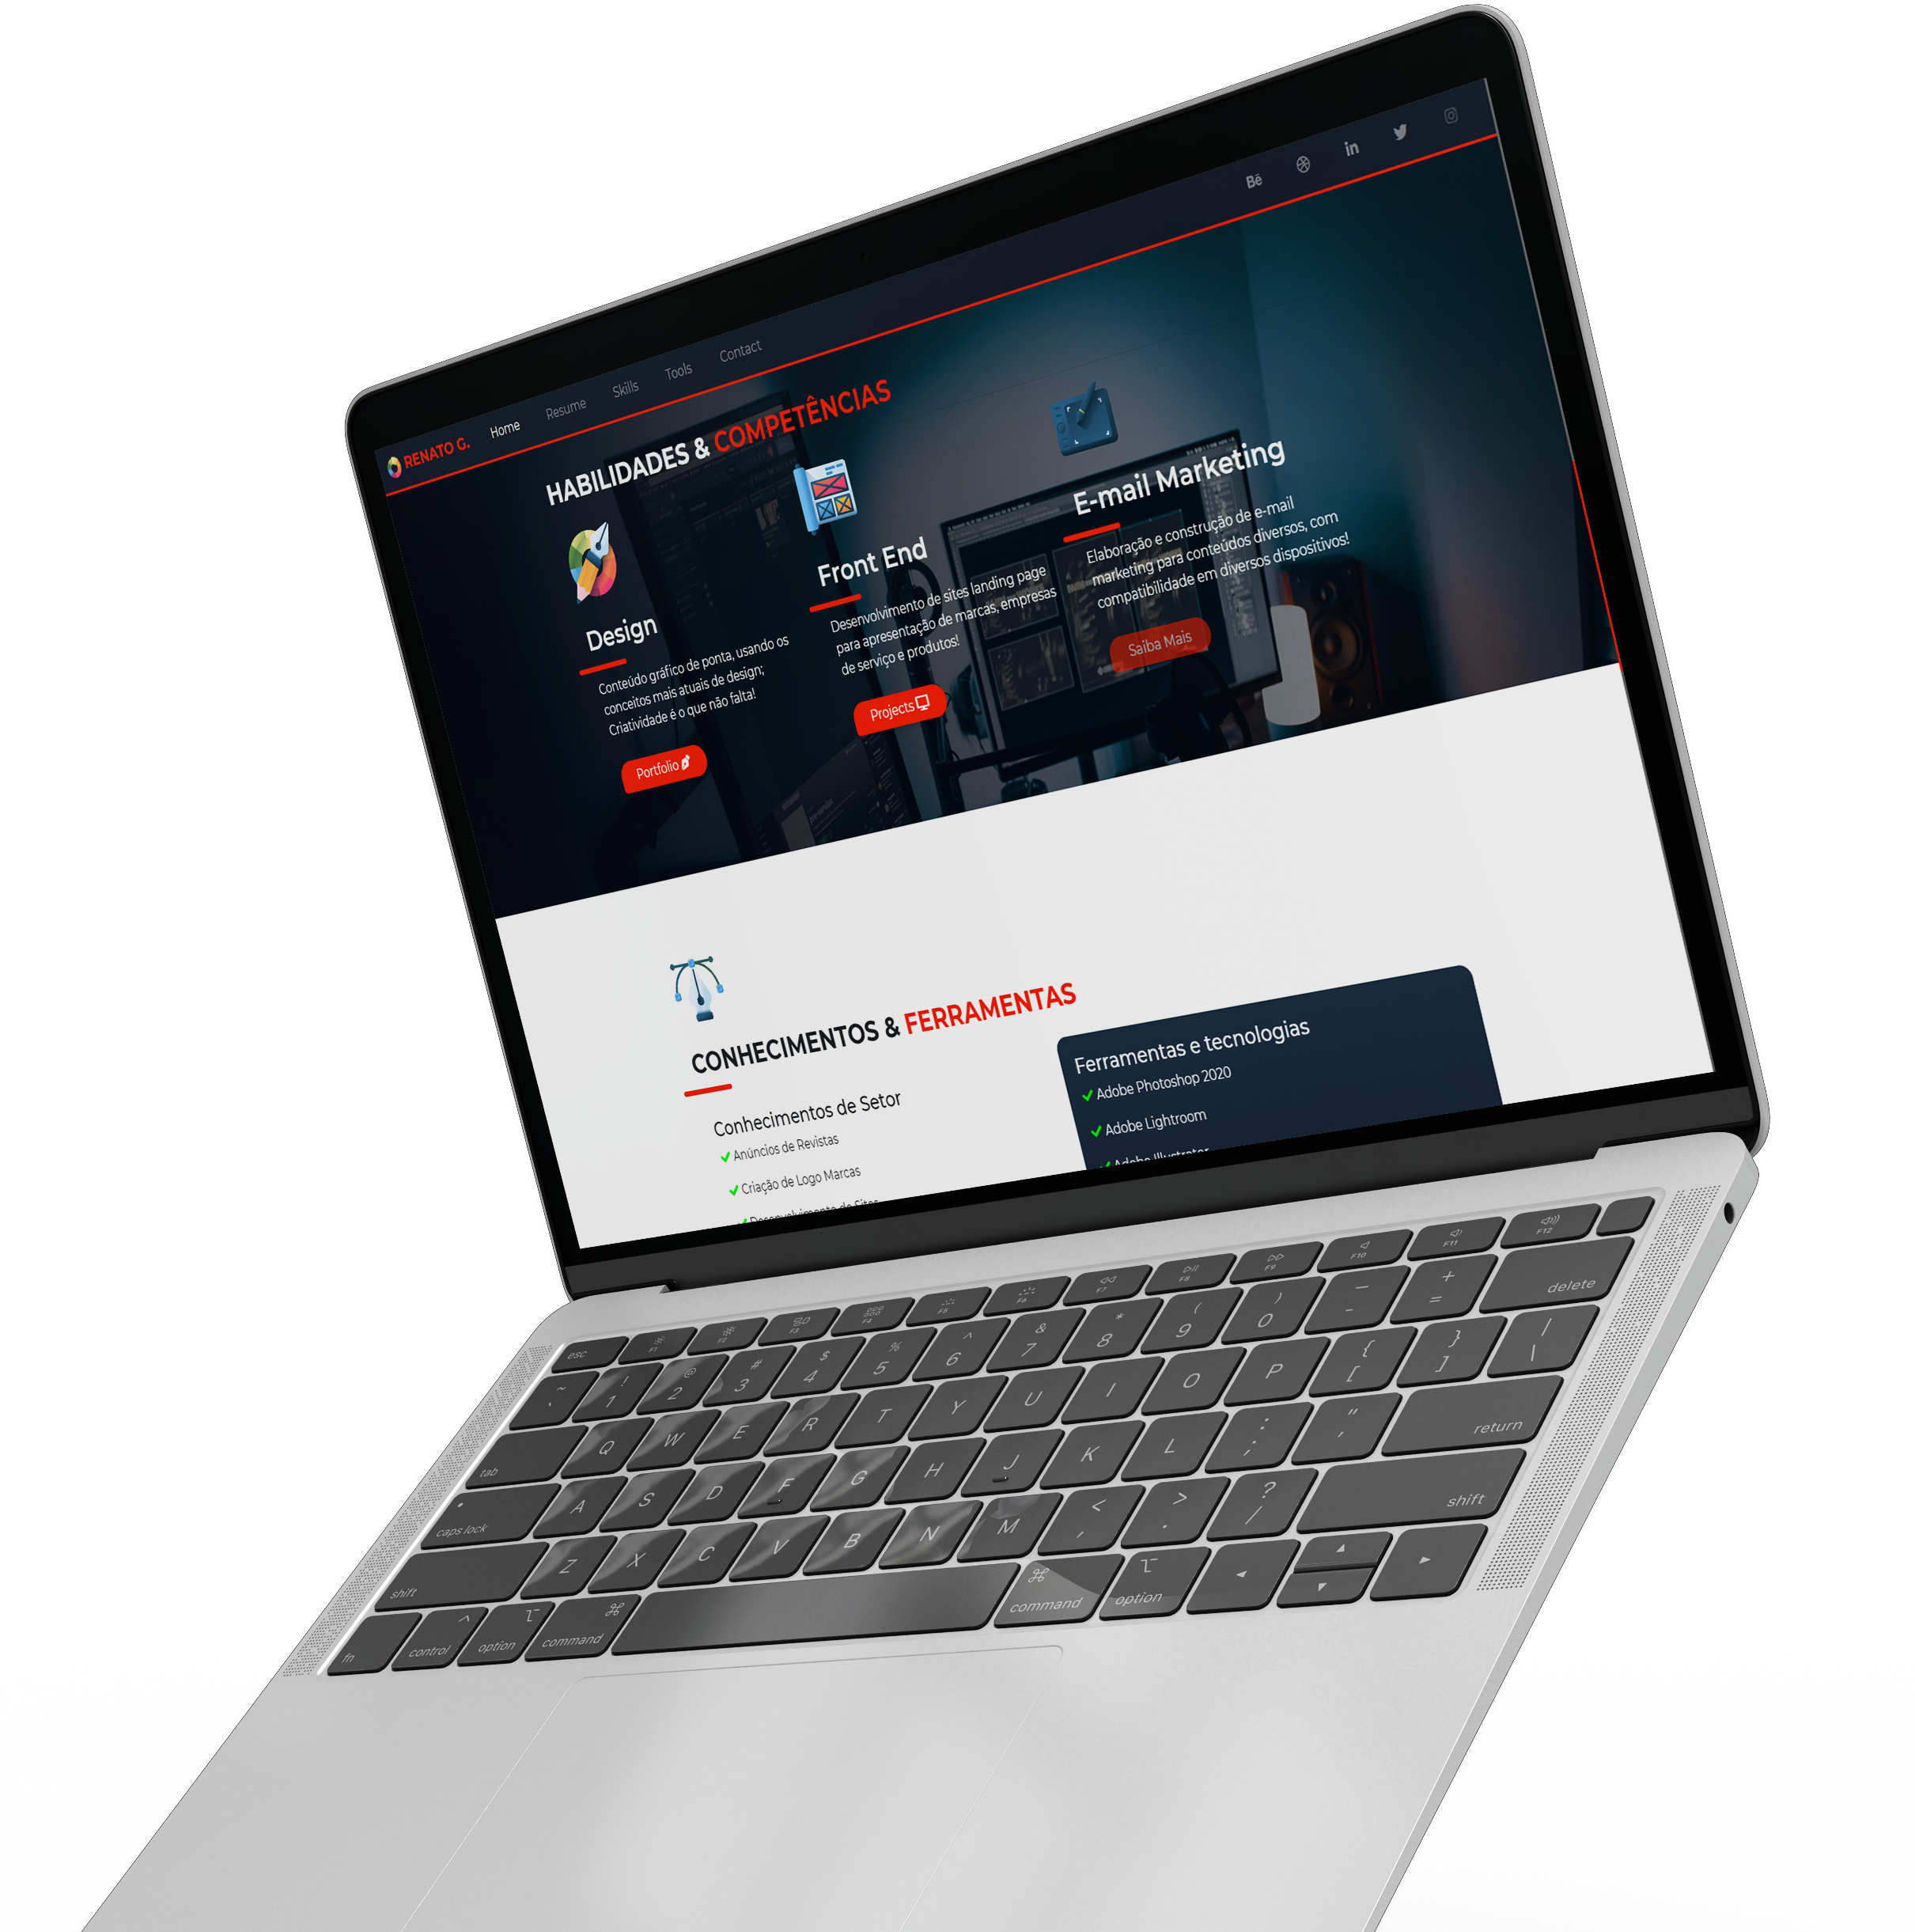 RENATO G. Home Resume Skills Tools Contact
Bē in
HABILIDADES & COMPETÊNCIAS
Design
Conteúdo gráfico de ponta, usando os
conceitos mais atuais de design;
Criatividade é o que não falta!
Portfolio
Front End
Desenvolvimento de sites landing page
para apresentação de marcas, empresas
de serviço e produtos!
Projects
E-mail Marketing
Elaboração e construção de e-mail
marketing para conteúdos diversos, com
compatibilidade em diversos dispositivos!
Saiba Mais
CONHECIMENTOS & FERRAMENTAS
Conhecimentos de Setor
Anúncios de Revistas
Criação de Logo Marcas
Desenvolvimento de Sites
Ferramentas e tecnologias
Adobe Photoshop 2020
Adobe Lightroom
Adobe Illustrator
esc F1 F2 F3 F4 F5 F6 F7 F8 F9 F10 F11 F12
~ ! @ # $ % ^ & * ( ) — +
` 1 2 3 4 5 6 7 8 9 0 - = delete
tab Q W E R T Y U I O P { [ } ] | \
caps lock A S D F G H J K L : ; " ' return
shift Z X C V B N M < , > . ? / shift
fn control option command command option